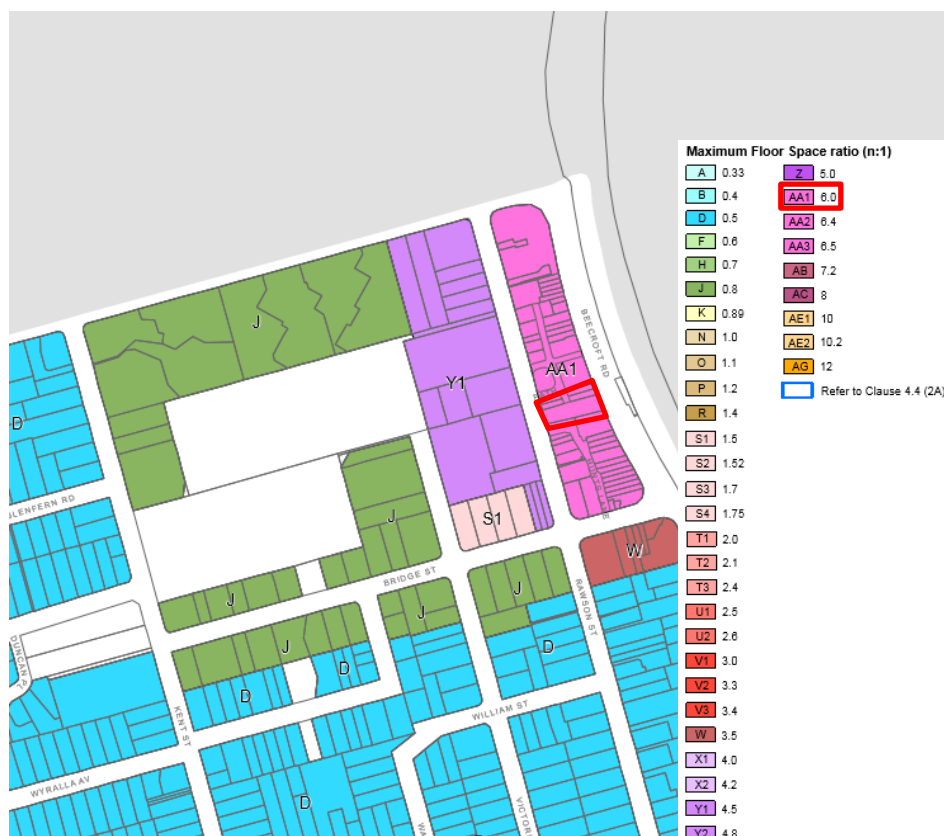 Maximum Floor Space ratio (n:1)
A 0.33
B 0.4
D 0.5
F 0.6
H 0.7
J 0.8
K 0.89
N 1.0
O 1.1
P 1.2
R 1.4
S1 1.5
S2 1.52
S3 1.7
S4 1.75
T1 2.0
T2 2.1
T3 2.4
U1 2.5
U2 2.6
V1 3.0
V2 3.3
V3 3.4
W 3.5
X1 4.0
X2 4.2
Y1 4.5
Y2 4.8
Z 5.0
AA1 6.0
AA2 6.4
AA3 6.5
AB 7.2
AC 8
AE1 10
AE2 10.2
AG 12
Refer to Clause 4.4 (2A)
J
BEECROFT RD
AA1
Y1
D
GLENFERN RD
J
S1
W
BRIDGE ST
J
J
J
RAWSON ST
J
D
D
D
KENT ST
WILLIAM ST
WYRALLA AV
D